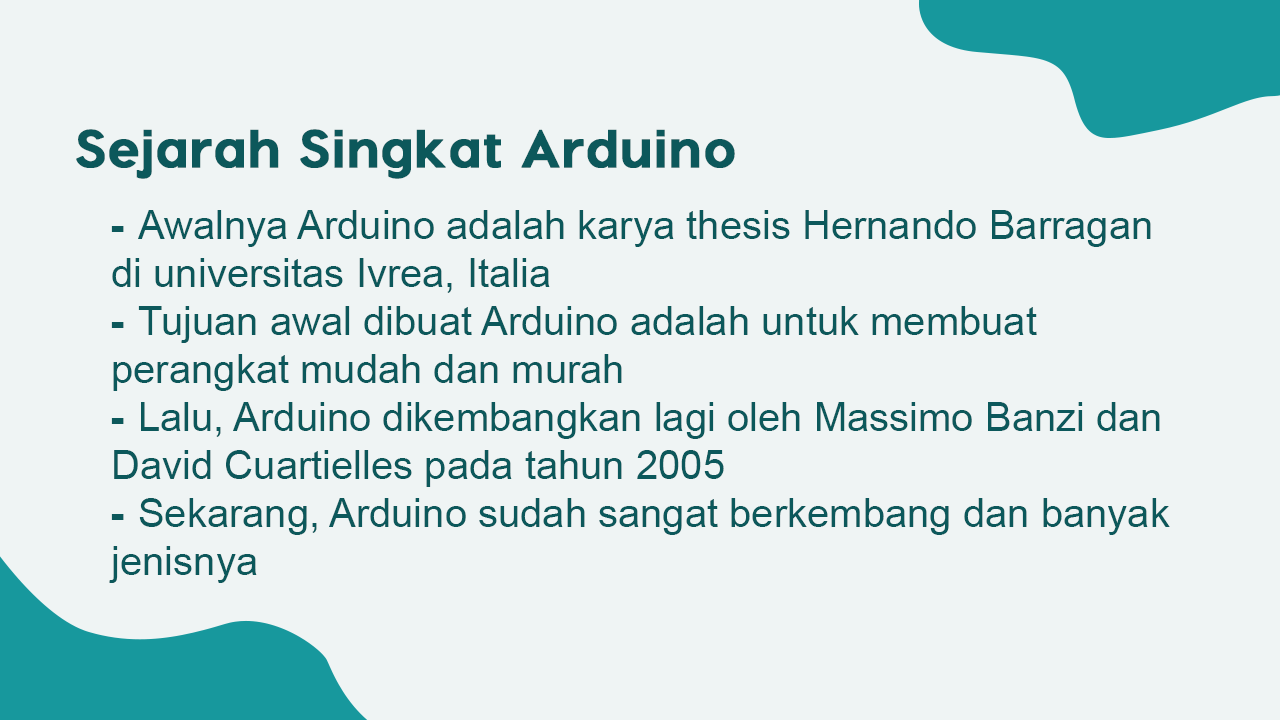 Sejarah Singkat Arduino
- Awalnya Arduino adalah karya thesis Hernando Barragan
di universitas Ivrea, Italia
- Tujuan awal dibuat Arduino adalah untuk membuat
perangkat mudah dan murah
- Lalu, Arduino dikembangkan lagi oleh Massimo Banzi dan
David Cuartielles pada tahun 2005
- Sekarang, Arduino sudah sangat berkembang dan banyak
jenisnya